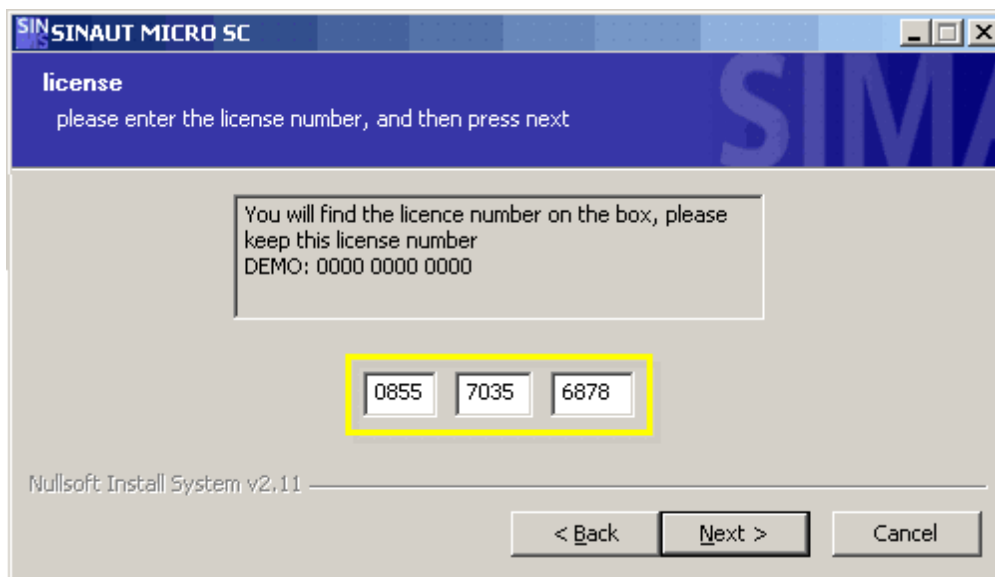 SINAUT MICRO SC
license
please enter the license number, and then press next
SIMA
You will find the licence number on the box, please
keep this license number
DEMO: 0000 0000 0000
0855 7035 6878
Nullsoft Install System v2.11
< Back Next > Cancel